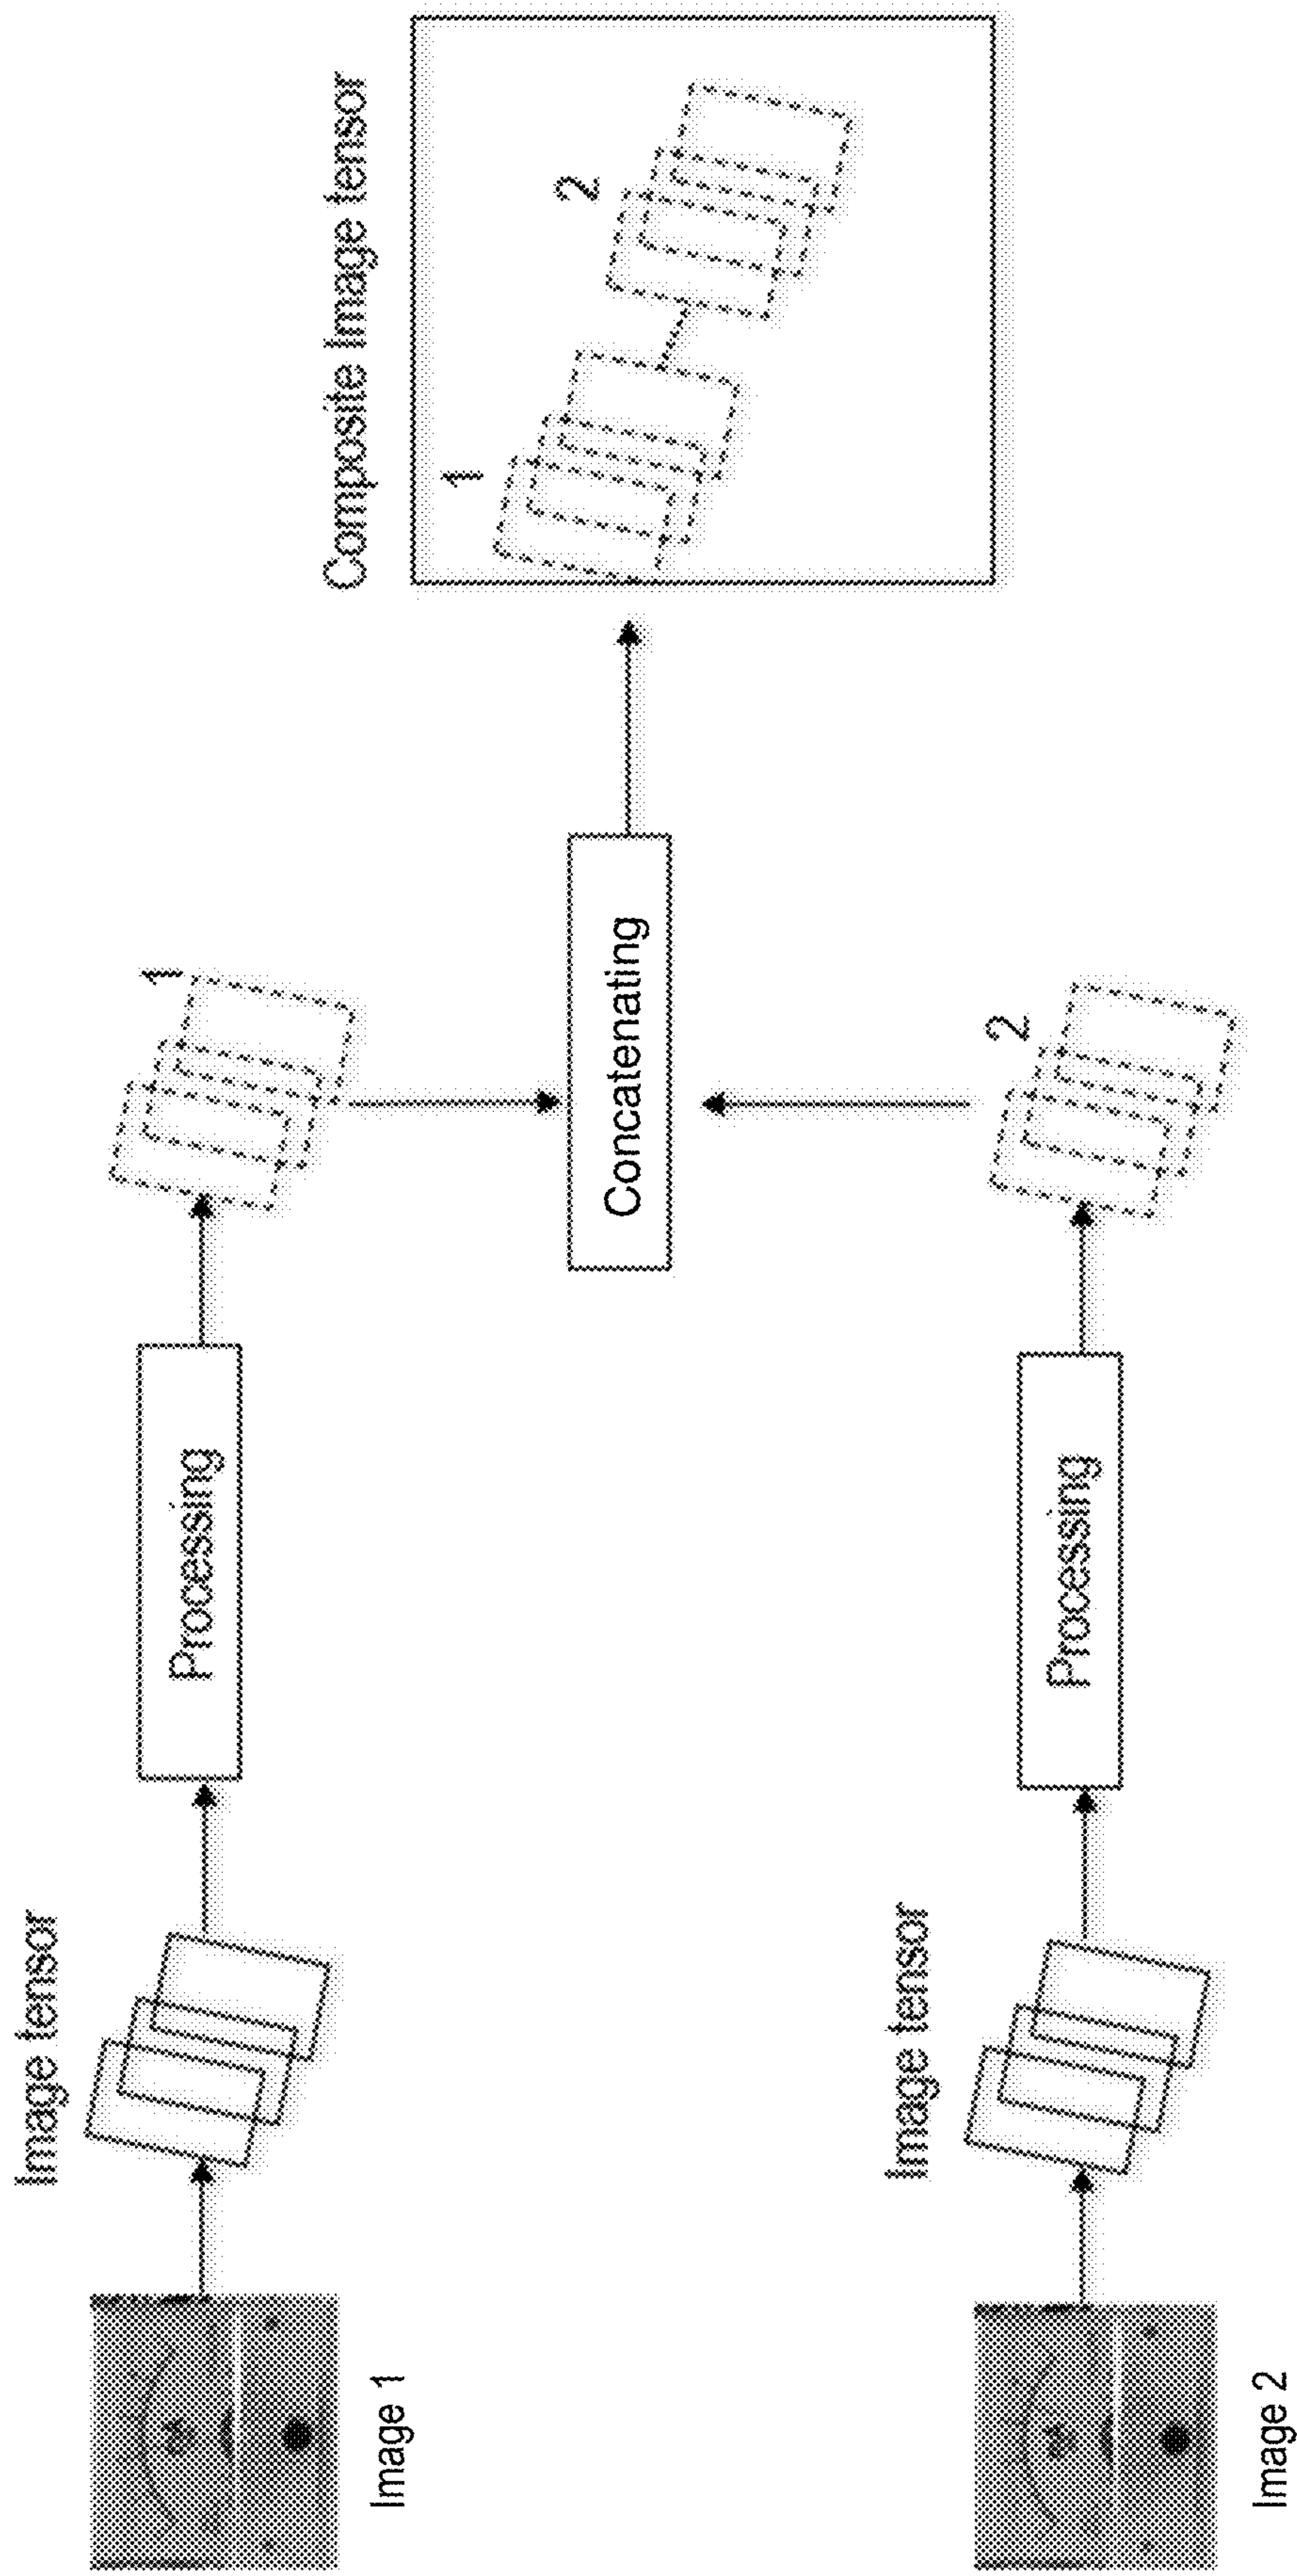 Image 1
Image tensor
Processing
1
Concatenating
Composite Image tensor
1
2
Image 2
Image tensor
Processing
2